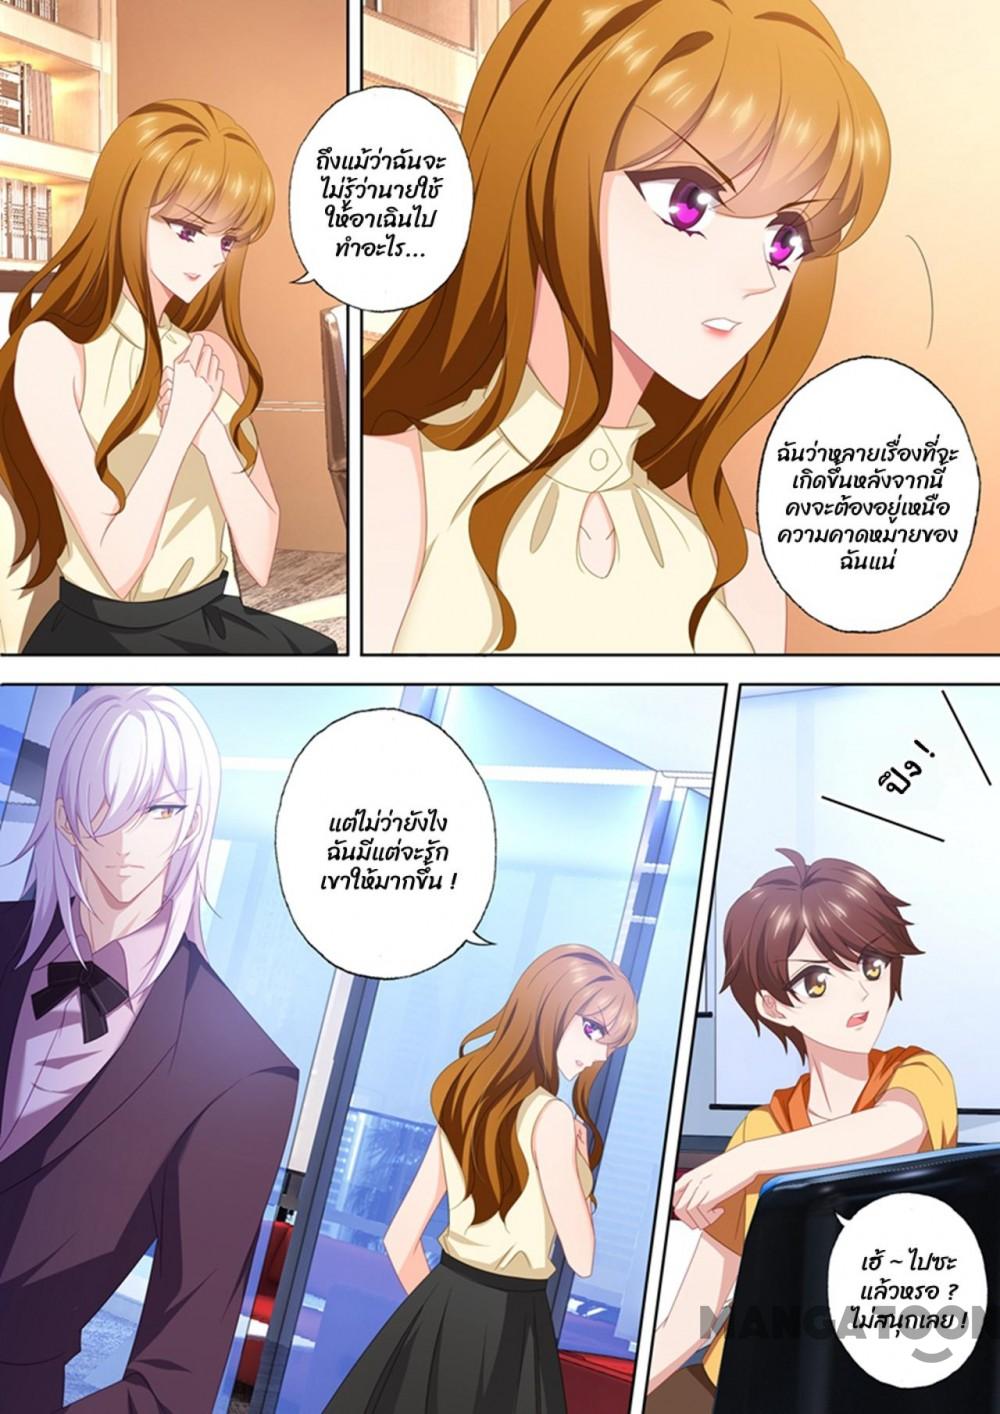 ถึงแม้ว่าฉันจะ
ไม่รู้ว่านายใช้
ให้อาเฉินไป
ทำอะไร...
ฉันว่าหลายเรื่องที่จะ
เกิดขึ้นหลังจากนี้
คงจะต้องอยู่เหนือ
ความคาดหมายของ
ฉันแน่
แต่ไม่ว่ายังไง
ฉันมีแต่จะรัก
เขาให้มากขึ้น !
ปึง !
เฮ้ ~ ไปซะ
แล้วหรอ ?
ไม่สนุกเลย !
MANGATOON